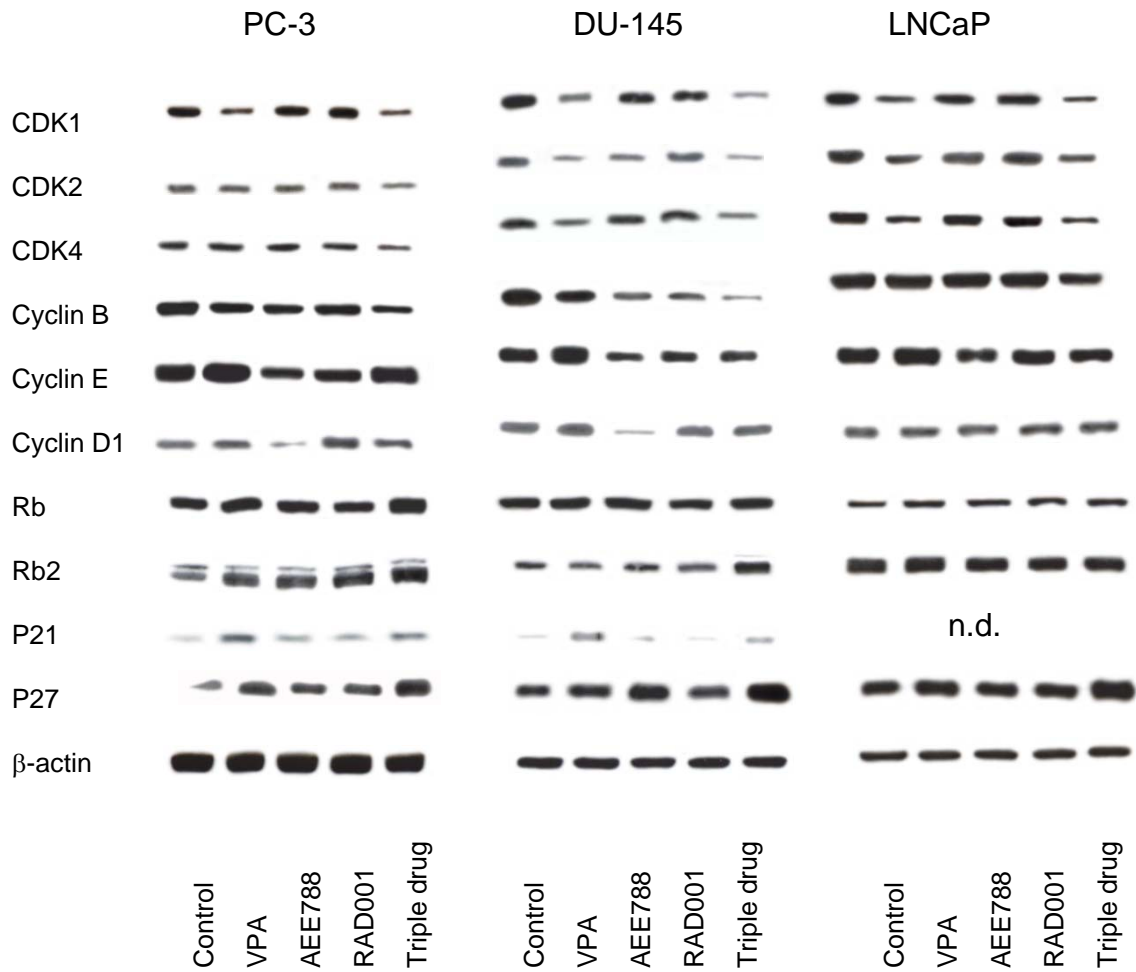 PC-3 DU-145 LNCaP
CDK1
CDK2
CDK4
Cyclin B
Cyclin E
Cyclin D1
Rb
Rb2
P21
n.d.
P27
β-actin
Control VPA AEE788 RAD001 Triple drug Control VPA AEE788 RAD001 Triple drug Control VPA AEE788 RAD001 Triple drug